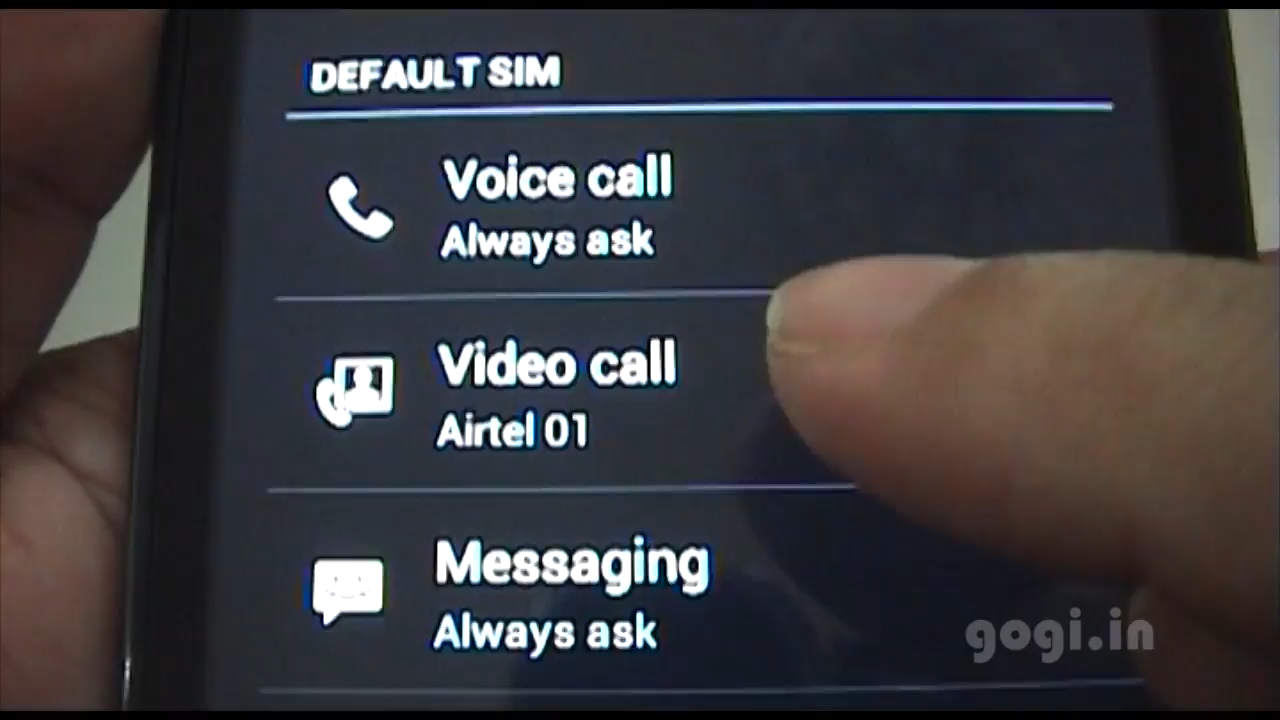 DEFAULT SIM
Voice call
Always ask
Video call
Airtel 01
Messaging
Always ask
gogi.in